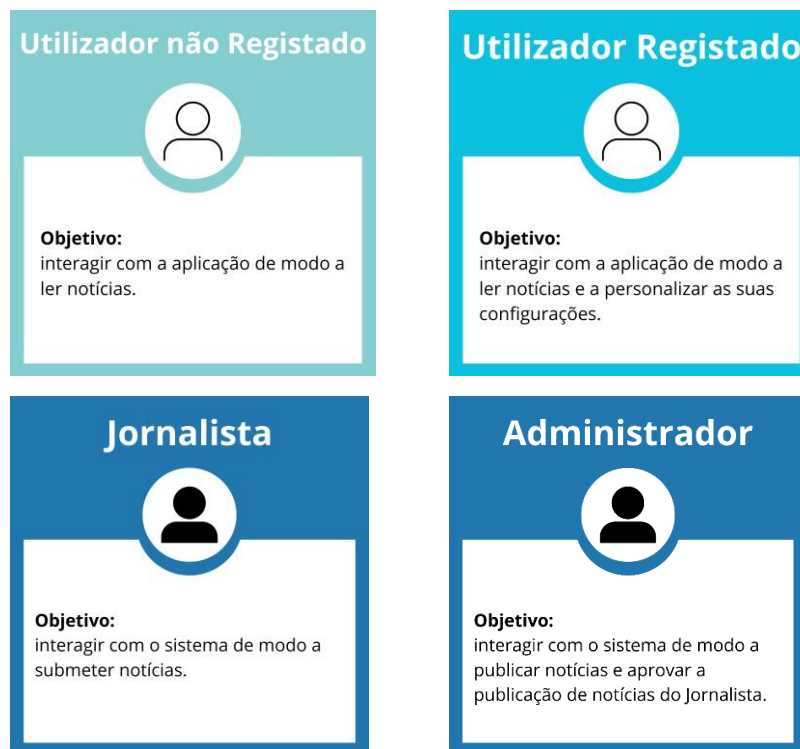 Utilizador não Registado
Objetivo:
interagir com a aplicação de modo a
ler notícias.
Utilizador Registado
Objetivo:
interagir com a aplicação de modo a
ler notícias e a personalizar as suas
configurações.
Jornalista
Objetivo:
interagir com o sistema de modo a
submeter notícias.
Administrador
Objetivo:
interagir com o sistema de modo a
publicar notícias e aprovar a
publicação de notícias do Jornalista.